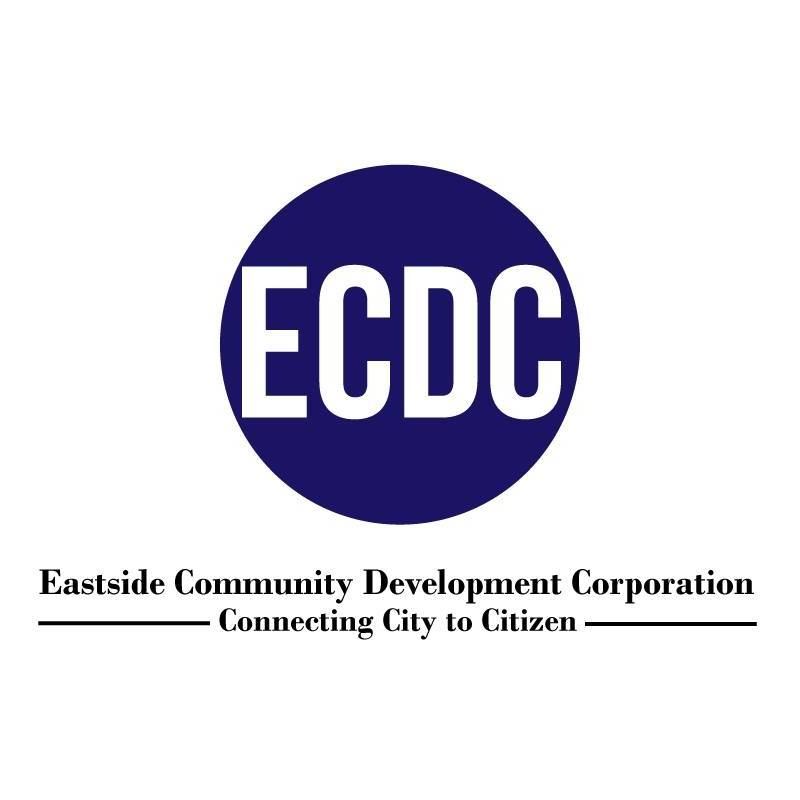 ECDC
Eastside Community Development Corporation
Connecting City to Citizen